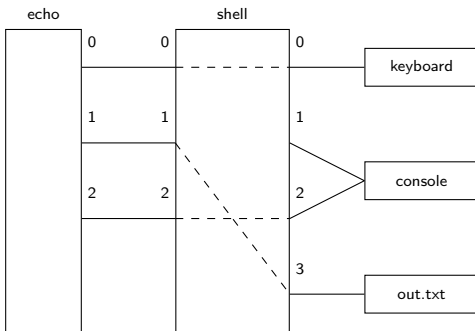 echo shell
0 0 0
keyboard
1 1 1
console
2 2 2
3
out.txt